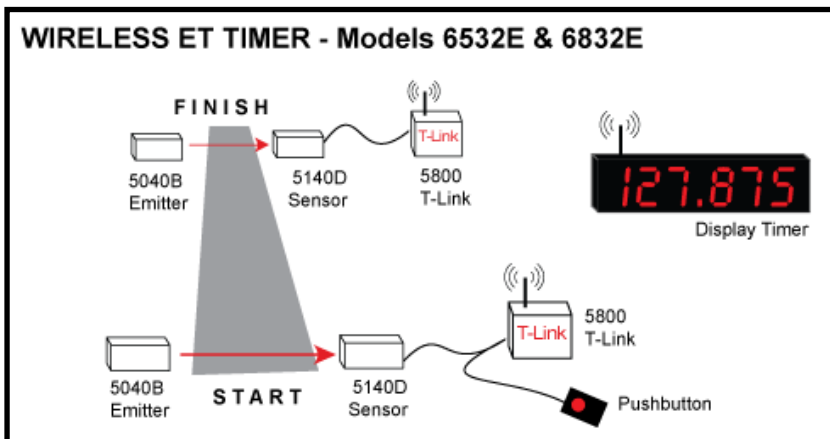 WIRELESS ET TIMER - Models 6532E & 6832E
FINISH
T-Link
5040B
Emitter
5140D
Sensor
5800
T-Link
127.875
Display Timer
T-Link
5800
T-Link
5040B
Emitter
START
5140D
Sensor
Pushbutton